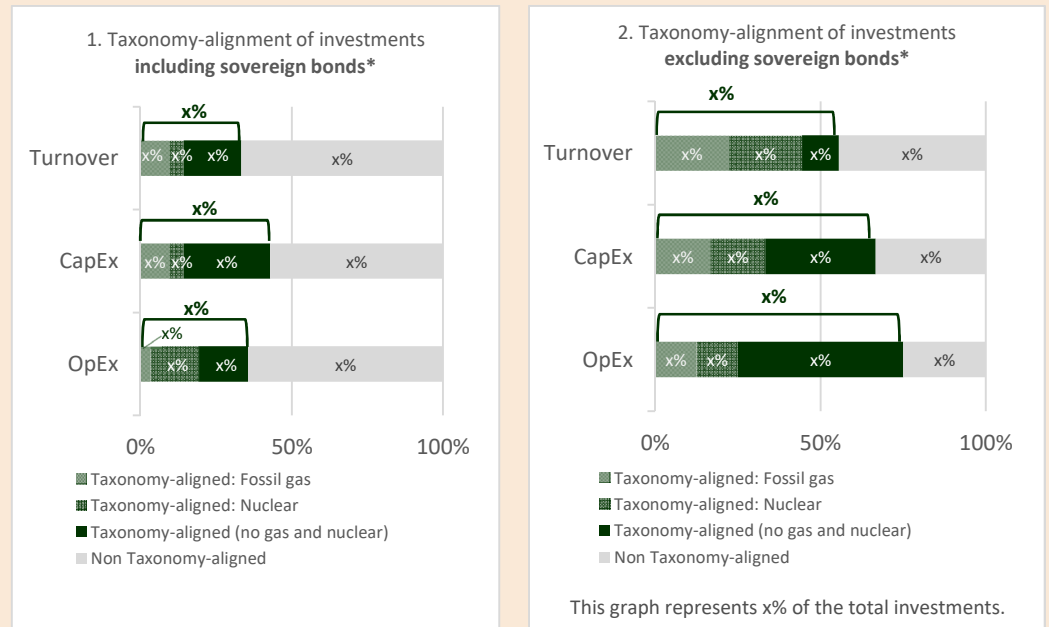 1. Taxonomy-alignment of investments
including sovereign bonds*
x%
Turnover
x% x% x% x%
x%
CapEx
x% x% x% x%
x%
x%
OpEx
x% x% x%
0% 50% 100%
Taxonomy-aligned: Fossil gas
Taxonomy-aligned: Nuclear
Taxonomy-aligned (no gas and nuclear)
Non Taxonomy-aligned
2. Taxonomy-alignment of investments
excluding sovereign bonds*
x%
Turnover
x% x% x% x%
x%
CapEx
x% x% x% x%
x%
OpEx
x% x% x% x%
0% 50% 100%
Taxonomy-aligned: Fossil gas
Taxonomy-aligned: Nuclear
Taxonomy-aligned (no gas and nuclear)
Non Taxonomy-aligned
This graph represents x% of the total investments.